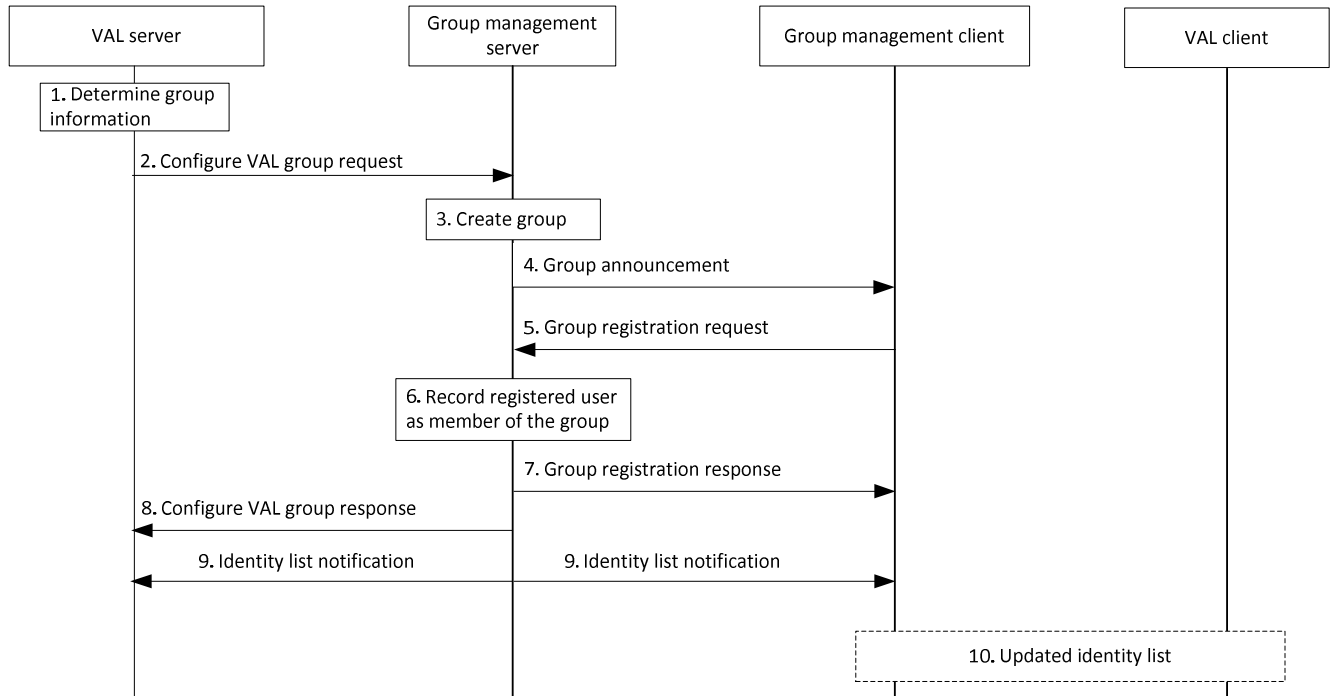 VAL server
Group management
server
Group management client
VAL client
1. Determine group
information
2. Configure VAL group request
3. Create group
4. Group announcement
5. Group registration request
6. Record registered user
as member of the group
7. Group registration response
8. Configure VAL group response
9. Identity list notification
9. Identity list notification
10. Updated identity list